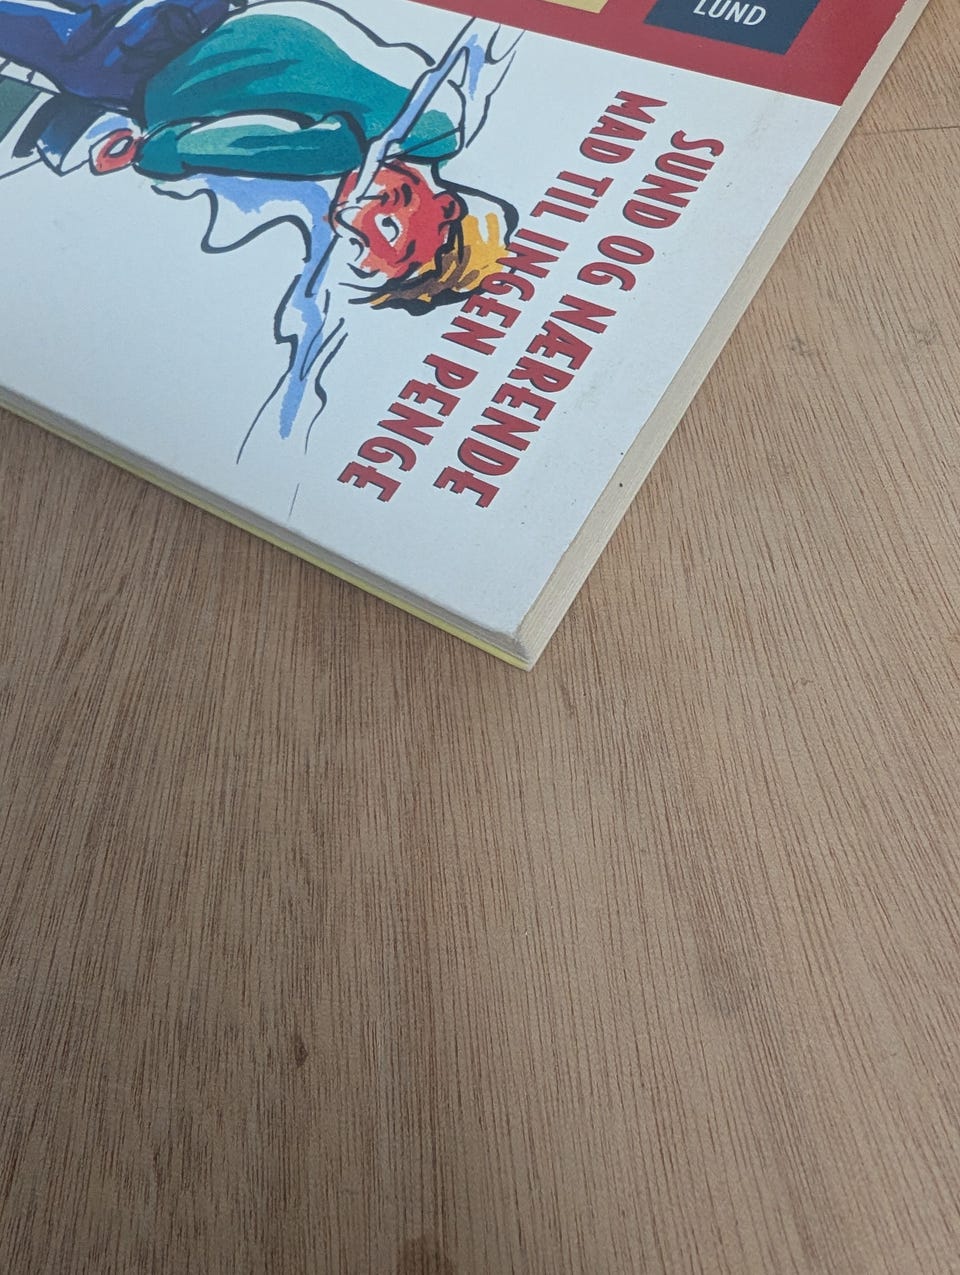 LUND
SUND OG NÆRENDE
MAD TIL INGEN PENGE